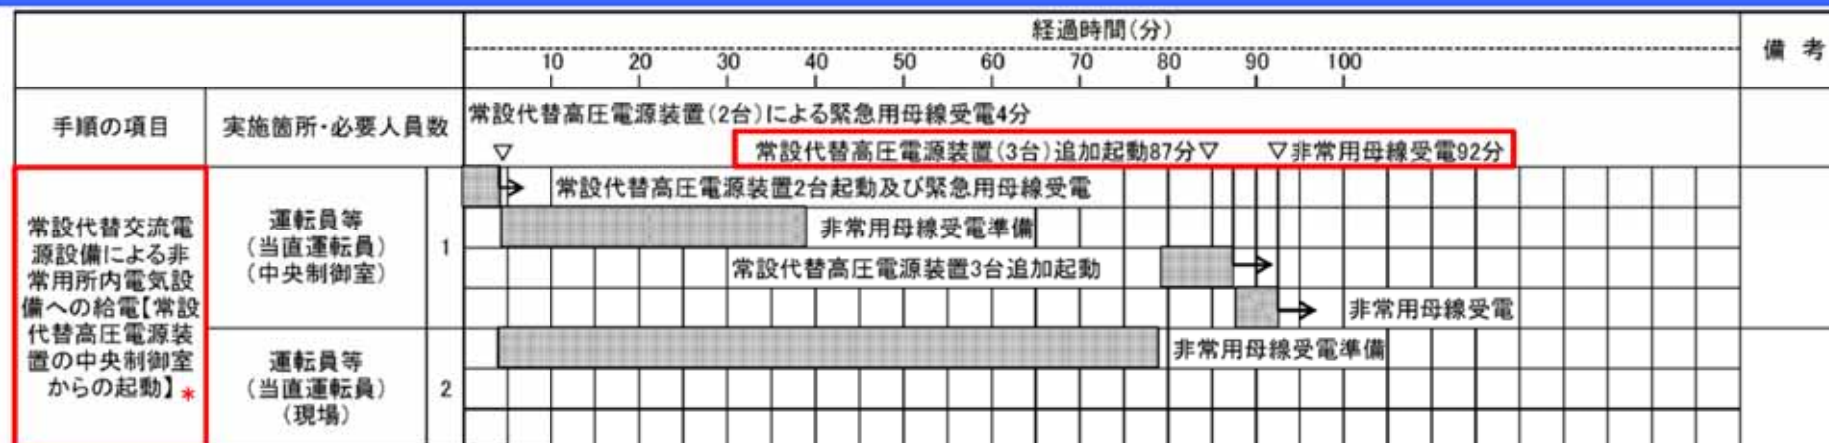 経過時間(分)
備考
10 20 30 40 50 60 70 80 90 100
手順の項目
実施箇所・必要人員数
常設代替高圧電源装置(2台)による緊急用母線受電4分
▽
常設代替高圧電源装置(3台)追加起動87分▽
▽非常用母線受電92分
常設代替交流電
源設備による非
常用所内電気設
備への給電【常設
代替高圧電源装
置の中央制御室
からの起動】*
運転員等
(当直運転員)
(中央制御室)
1
常設代替高圧電源装置2台起動及び緊急用母線受電
非常用母線受電準備
常設代替高圧電源装置3台追加起動
非常用母線受電
運転員等
(当直運転員)
(現場)
2
非常用母線受電準備